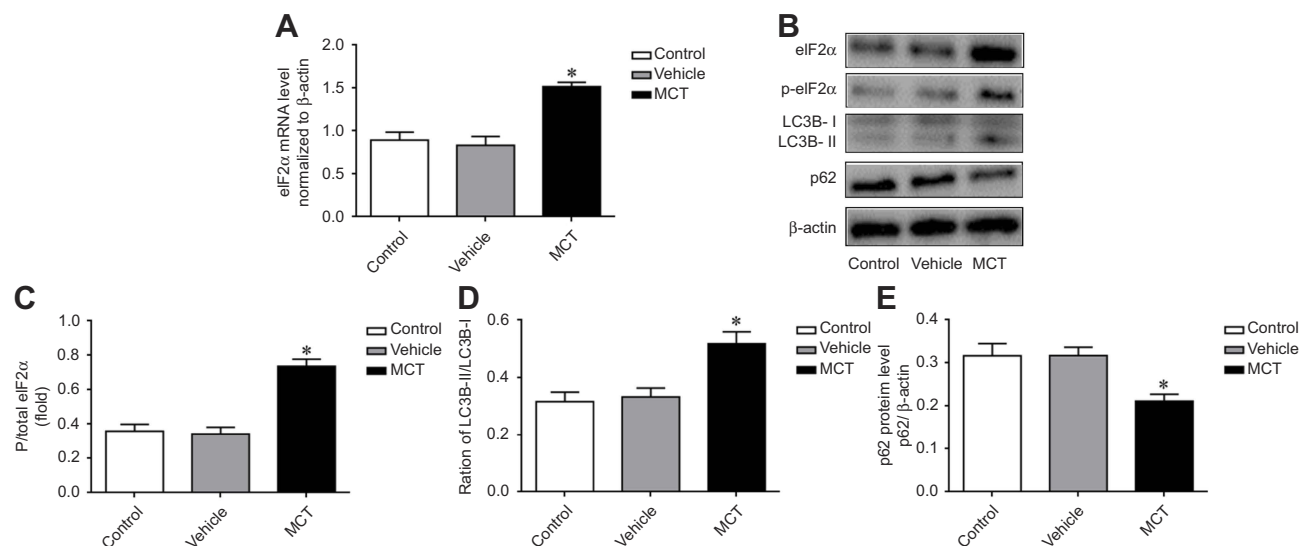 A
eIF2α mRNA level
normalized to β-actin
2.0
1.5
1.0
0.5
0.0
*
Control
Vehicle
MCT
Control
Vehicle
MCT
B
eIF2α
p-eIF2α
LC3B- I
LC3B- II
p62
β-actin
Control Vehicle MCT
C
P/total eIF2α
(flold)
1.0
0.8
0.6
0.4
0.2
0.0
*
Control
Vehicle
MCT
Control
Vehicle
MCT
D
Ration of LC3B-II/LC3B-I
0.6
0.4
0.2
0.0
*
Control
Vehicle
MCT
Control
Vehicle
MCT
E
p62 proteim level
p62/ β-actin
0.4
0.3
0.2
0.1
0.0
*
Control
Vehicle
MCT
Control
Vehicle
MCT